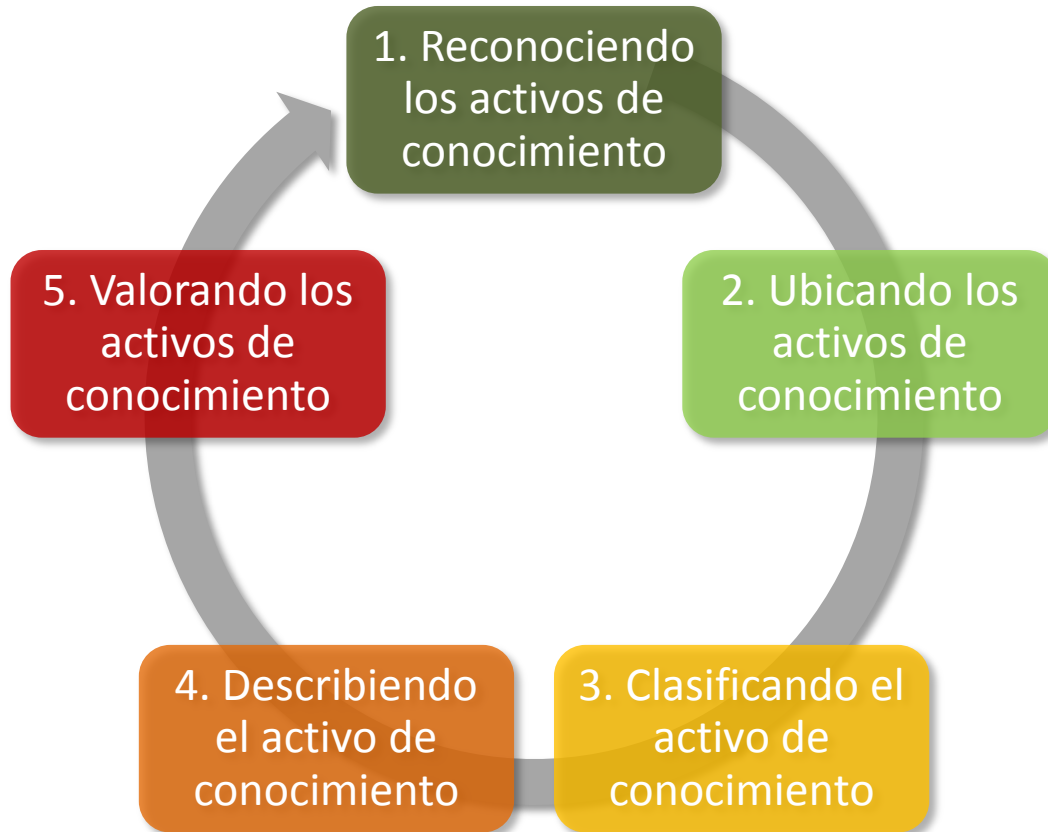 1. Reconociendo
los activos de
conocimiento
2. Ubicando los
activos de
conocimiento
3. Clasificando el
activo de
conocimiento
4. Describiendo
el activo de
conocimiento
5. Valorando los
activos de
conocimiento